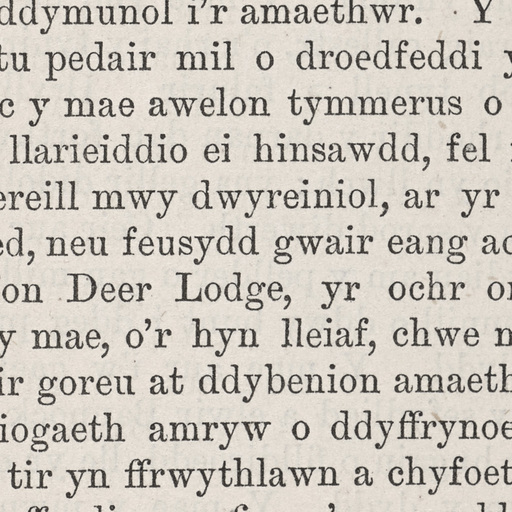 ddymunol i’r amaethwr. Y
tu pedair mil o droedfeddi y
c y mae awelon tymmerus o
llarieiddio ei hinsawdd, fel
ereill mwy dwyreiniol, ar yr
ed, neu feusydd gwair eang ac
on Deer Lodge, yr ochr or
y mae, o’r hyn lleiaf, chwe m
ir goreu at ddybenion amaeth
iogaeth amryw o ddyffrynoe
tir yn ffrwythlawn a chyfoet